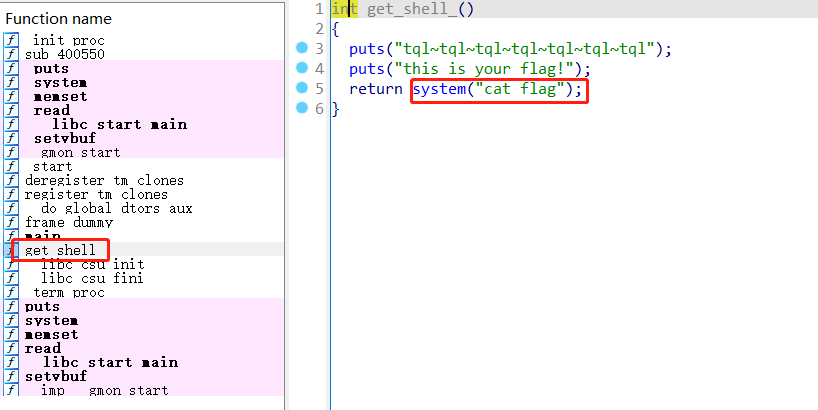 Function name
f init proc
f sub 400550
f puts
f system
f memset
f read
f libc start main
f setvbuf
f gmon start
f start
f deregister tm clones
f register tm clones
f do global dtors aux
f frame dummy
f main
f get shell
f libc csu init
f libc csu fini
f term proc
f puts
f system
f memset
f read
f libc start main
f setvbuf
f imp gmon start
1 int get_shell_()
2 {
3 puts("tql~tql~tql~tql~tql~tql~tql");
4 puts("this is your flag!");
5 return system("cat flag");
6 }